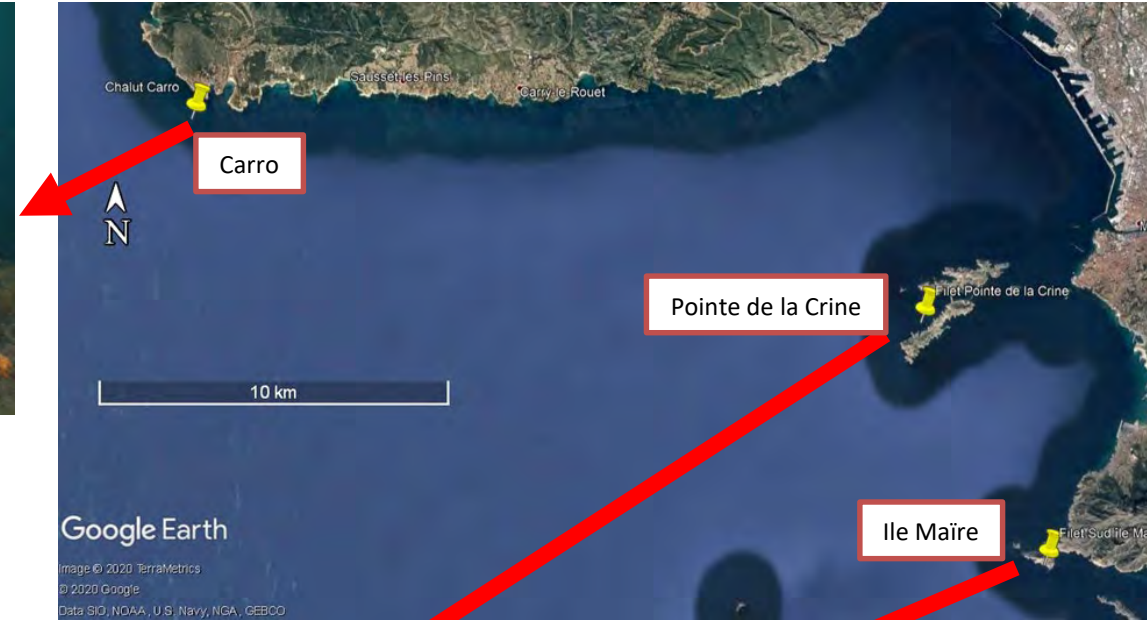 Chalut Carro
Sausset-les-Pins
Carry-le-Rouet
Carro
N
Filet Pointe de la Crine
Pointe de la Crine
10 km
Ile Maïre
Google Earth
Filet Sud Ile Ma
Image © 2020 TerraMetrics
© 2020 Google
Data SIO, NOAA, U.S. Navy, NGA, GEBCO